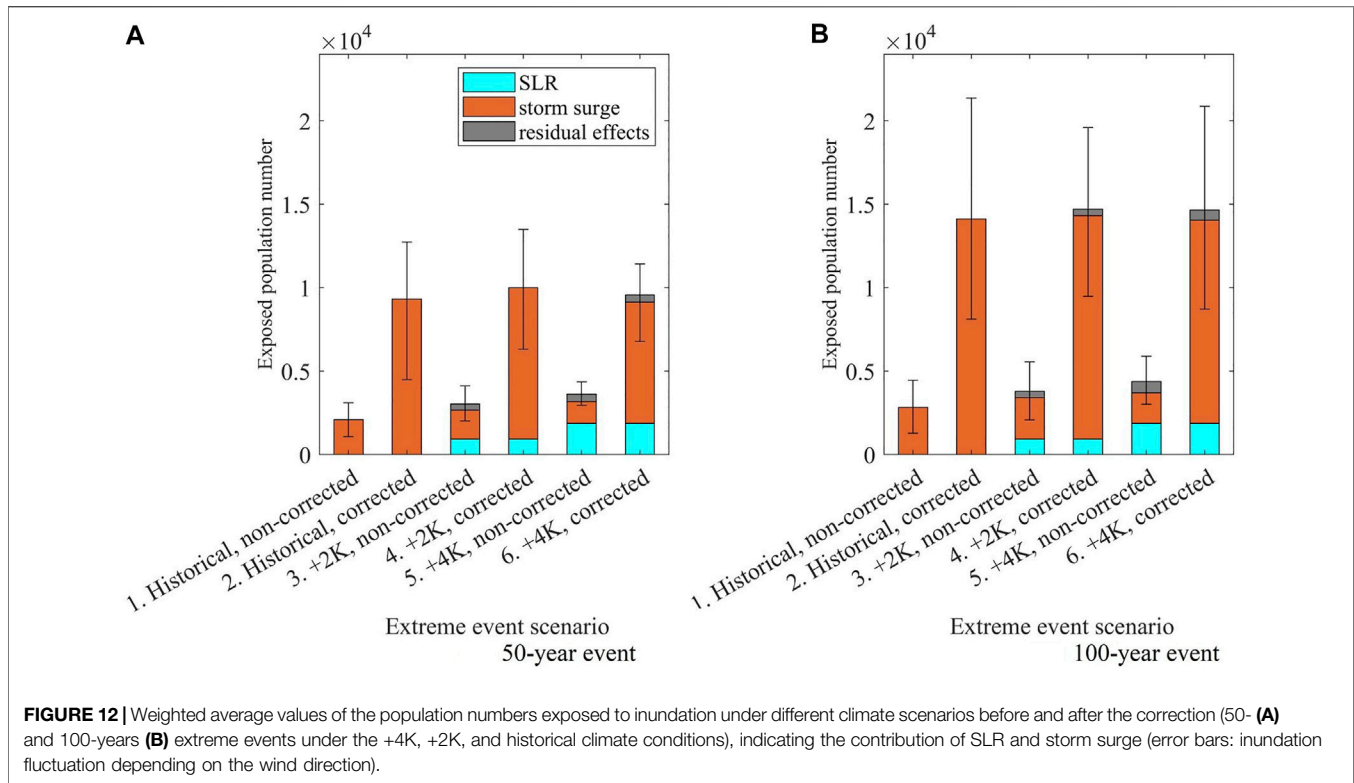 A
×10⁴
2
1.5
1
0.5
0
Exposed population number
SLR
storm surge
residual effects
1. Historical, non-corrected
2. Historical, corrected
3. +2K, non-corrected
4. +2K, corrected
5. +4K, non-corrected
6. +4K, corrected
Extreme event scenario
50-year event
B
×10⁴
2
1.5
1
0.5
0
Exposed population number
1. Historical, non-corrected
2. Historical, corrected
3. +2K, non-corrected
4. +2K, corrected
5. +4K, non-corrected
6. +4K, corrected
Extreme event scenario
100-year event
FIGURE 12 | Weighted average values of the population numbers exposed to inundation under different climate scenarios before and after the correction (50- (A)
and 100-years (B) extreme events under the +4K, +2K, and historical climate conditions), indicating the contribution of SLR and storm surge (error bars: inundation
fluctuation depending on the wind direction).